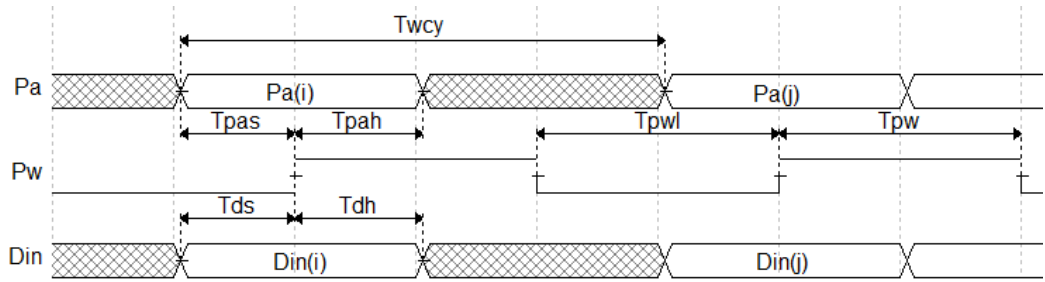 Twcy
Pa Pa(i) Pa(j)
Tpas Tpah Tpwl Tpw
Pw
Tds Tdh
Din Din(i) Din(j)